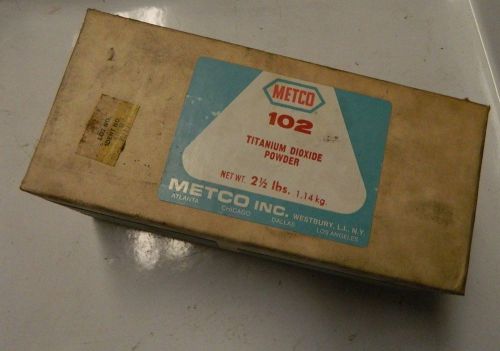 METCO
102
TITANIUM DIOXIDE
POWDER
NET WT. 2½ lbs. 1.14 kg.
METCO INC. WESTBURY, L.I., N.Y.
ATLANTA CHICAGO DALLAS LOS ANGELES